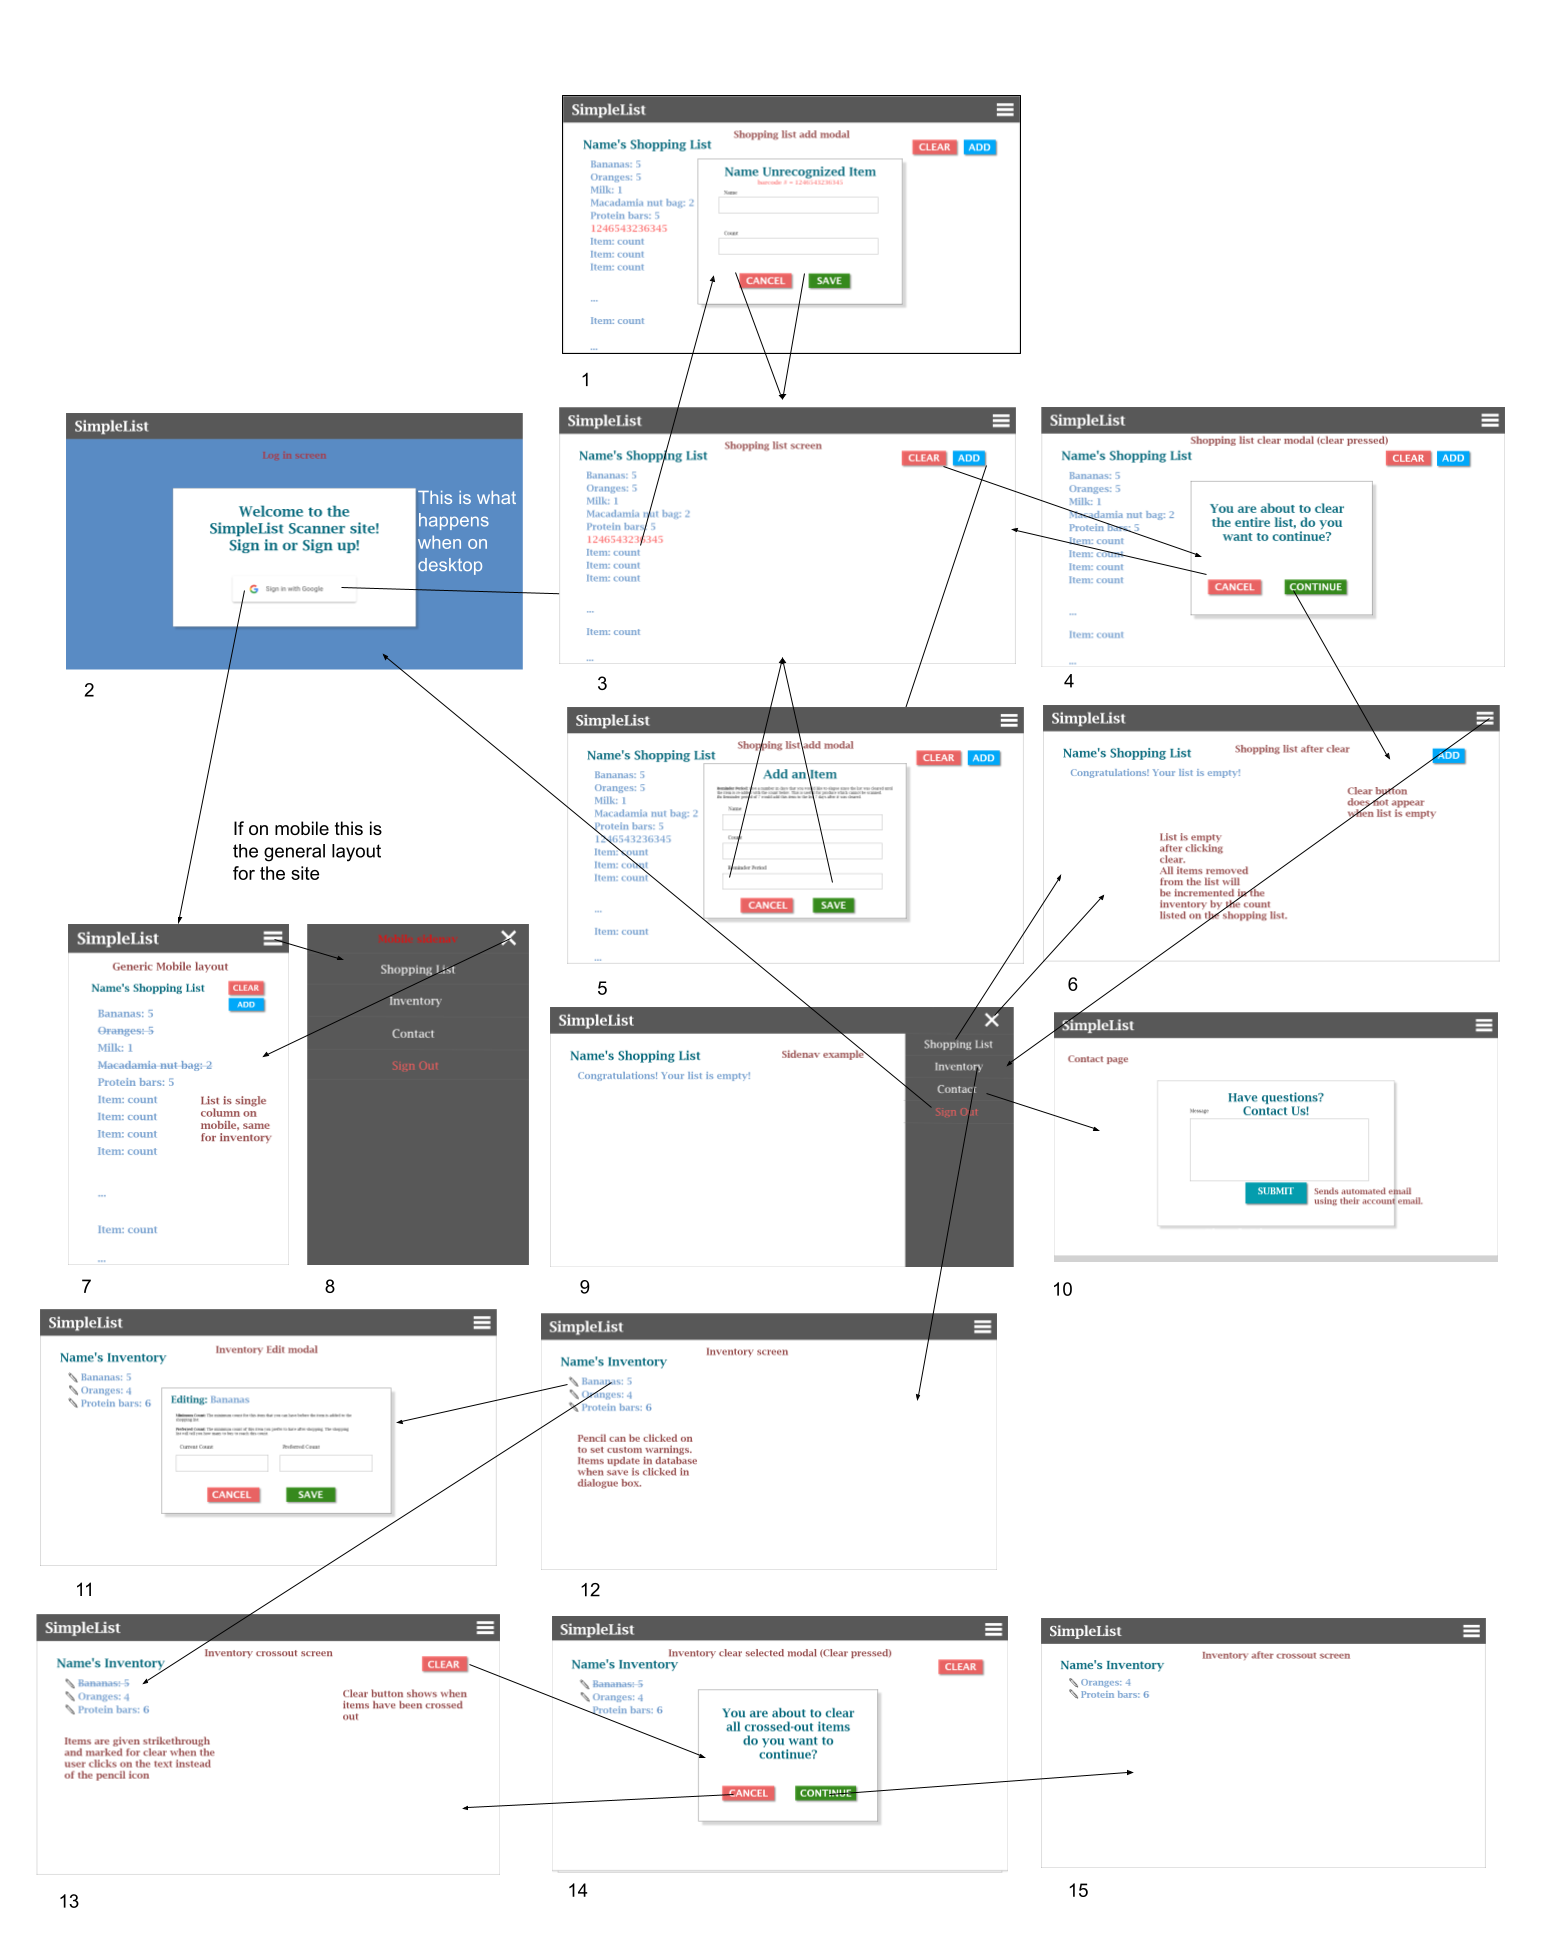 SimpleList
Shopping list add modal
Name's Shopping List
CLEAR ADD
Bananas: 5
Oranges: 5
Milk: 1
Macadamia nut bag: 2
Protein bars: 5
1246543236345
Item: count
Item: count
Item: count
...
Item: count
...
Name Unrecognized Item
barcode # = 1246543236345
Name
Count
CANCEL SAVE
1
SimpleList
Log in screen
Welcome to the
SimpleList Scanner site!
Sign in or Sign up!
Sign in with Google
This is what
happens
when on
desktop
2
SimpleList
Shopping list screen
Name's Shopping List
CLEAR ADD
Bananas: 5
Oranges: 5
Milk: 1
Macadamia nut bag: 2
Protein bars: 5
1246543236345
Item: count
Item: count
Item: count
...
Item: count
...
3
SimpleList
Shopping list clear modal (clear pressed)
Name's Shopping List
CLEAR ADD
Bananas: 5
Oranges: 5
Milk: 1
Macadamia nut bag: 2
Protein bars: 5
Item: count
Item: count
Item: count
Item: count
...
Item: count
...
You are about to clear
the entire list, do you
want to continue?
CANCEL CONTINUE
4
SimpleList
Shopping list add modal
Name's Shopping List
CLEAR ADD
Bananas: 5
Oranges: 5
Milk: 1
Macadamia nut bag: 2
Protein bars: 5
1246543236345
Item: count
Item: count
Item: count
...
Item: count
...
Add an Item
Name
Count
Reminder Period
CANCEL SAVE
5
SimpleList
Name's Shopping List
Shopping list after clear
ADD
Congratulations! Your list is empty!
Clear button
does not appear
when list is empty
List is empty
after clicking
clear.
All items removed
from the list will
be incremented in the
inventory by the count
listed on the shopping list.
6
If on mobile this is
the general layout
for the site
SimpleList
Generic Mobile layout
Name's Shopping List
CLEAR
ADD
Bananas: 5
Oranges: 5
Milk: 1
Macadamia nut bag: 2
Protein bars: 5
Item: count
Item: count
Item: count
Item: count
...
Item: count
...
List is single
column on
mobile, same
for inventory
7
Mobile sidenav
Shopping List
Inventory
Contact
Sign Out
8
SimpleList
Name's Shopping List
Sidenav example
Congratulations! Your list is empty!
Shopping List
Inventory
Contact
Sign Out
9
SimpleList
Contact page
Have questions?
Contact Us!
Message
SUBMIT
Sends automated email
using their account email.
10
SimpleList
Inventory Edit modal
Name's Inventory
Bananas: 5
Oranges: 4
Protein bars: 6
Editing: Bananas
Current Count Preferred Count
CANCEL SAVE
11
SimpleList
Inventory screen
Name's Inventory
Bananas: 5
Oranges: 4
Protein bars: 6
Pencil can be clicked on
to set custom warnings.
Items update in database
when save is clicked in
dialogue box.
12
SimpleList
Inventory crossout screen
Name's Inventory
CLEAR
Bananas: 5
Oranges: 4
Protein bars: 6
Clear button shows when
items have been crossed
out
Items are given strikethrough
and marked for clear when the
user clicks on the text instead
of the pencil icon
13
SimpleList
Inventory clear selected modal (Clear pressed)
Name's Inventory
CLEAR
Bananas: 5
Oranges: 4
Protein bars: 6
You are about to clear
all crossed-out items
do you want to
continue?
CANCEL CONTINUE
14
SimpleList
Inventory after crossout screen
Name's Inventory
Oranges: 4
Protein bars: 6
15